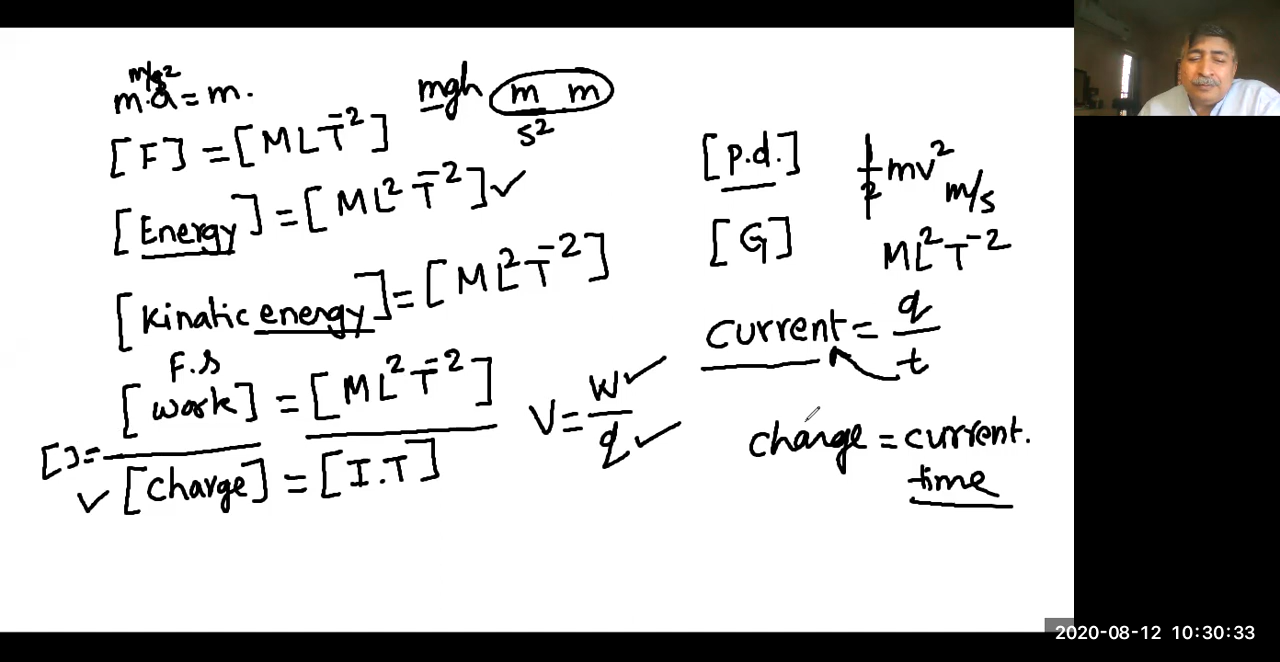 m/s²
m.a = m.
mgh m m
s²
[F] = [MLT⁻²]
[Energy] = [ML²T⁻²] ✓
[Kinatic energy] = [ML²T⁻²]
F.s
[work] = [ML²T⁻²]
[ ] =
✓ [Charge] = [I.T]
V = W ✓
q ✓
[P.d.] ½mv²
m/s
[G] ML²T⁻²
current = q
t
charge = current.
time
2020-08-12 10:30:33